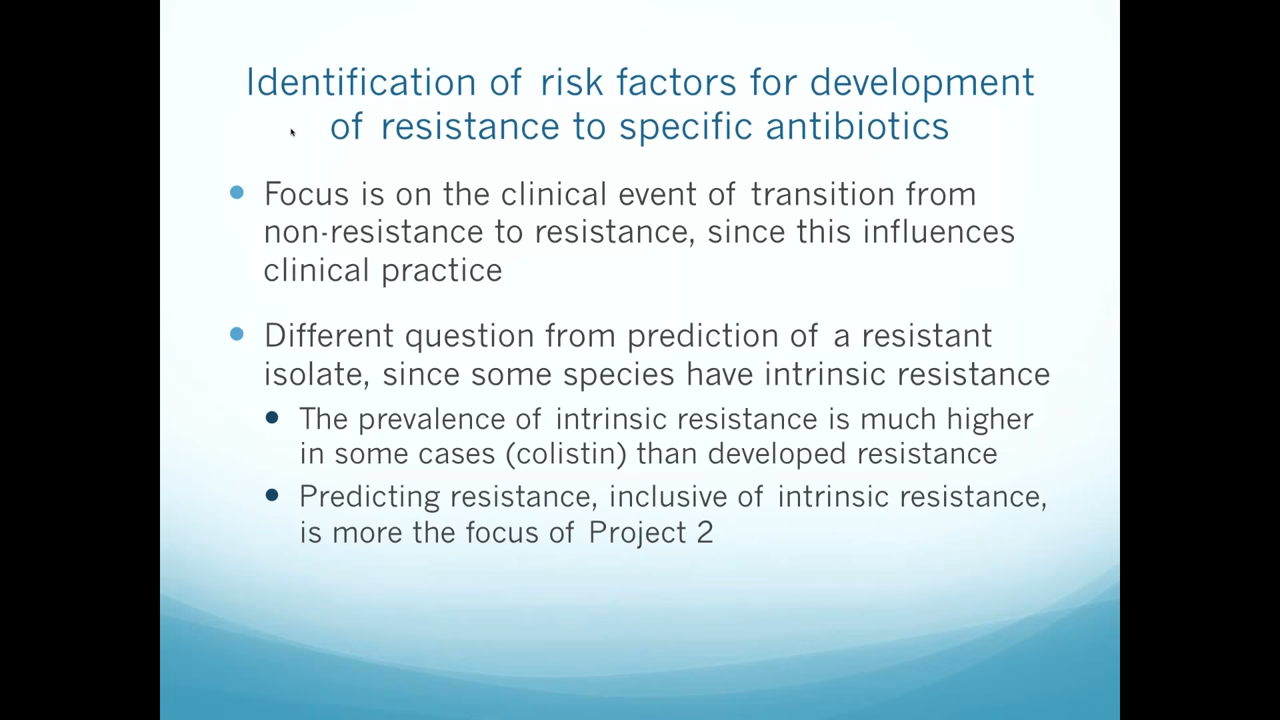 Identification of risk factors for development
of resistance to specific antibiotics
Focus is on the clinical event of transition from
non-resistance to resistance, since this influences
clinical practice
Different question from prediction of a resistant
isolate, since some species have intrinsic resistance
The prevalence of intrinsic resistance is much higher
in some cases (colistin) than developed resistance
Predicting resistance, inclusive of intrinsic resistance,
is more the focus of Project 2